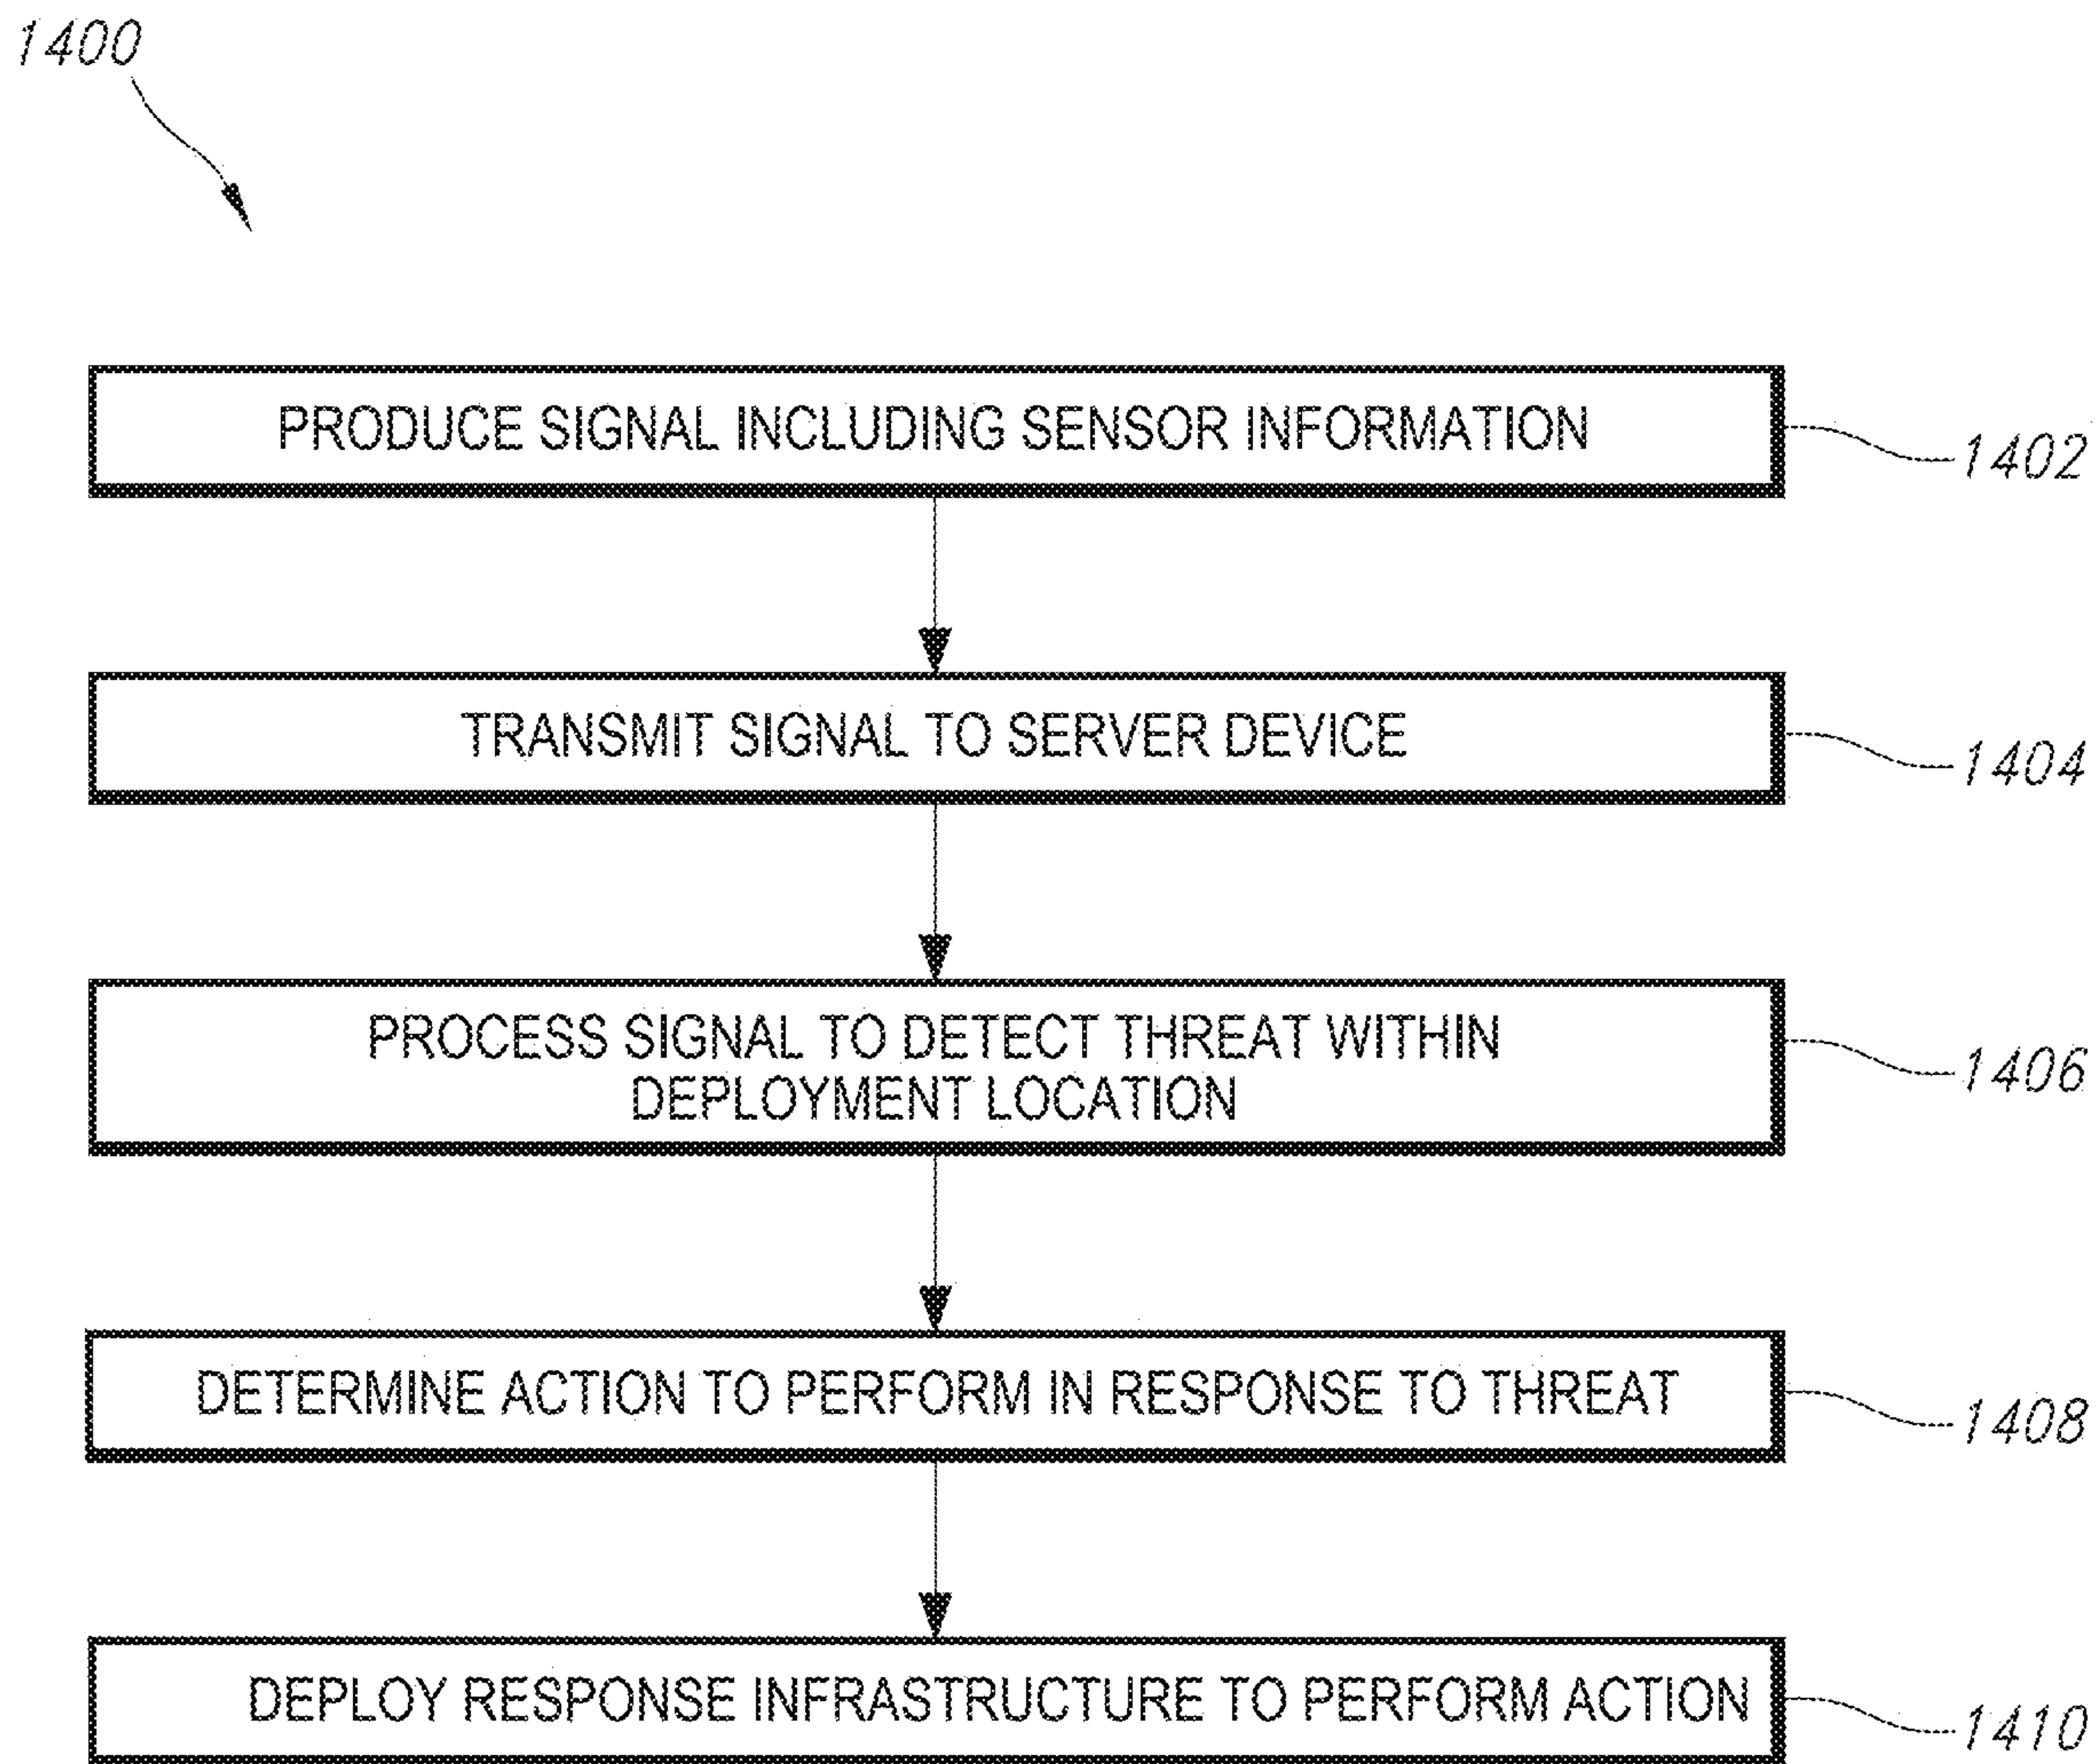 1400
PRODUCE SIGNAL INCLUDING SENSOR INFORMATION
1402
TRANSMIT SIGNAL TO SERVER DEVICE
1404
PROCESS SIGNAL TO DETECT THREAT WITHIN
DEPLOYMENT LOCATION
1406
DETERMINE ACTION TO PERFORM IN RESPONSE TO THREAT
1408
DEPLOY RESPONSE INFRASTRUCTURE TO PERFORM ACTION
1410